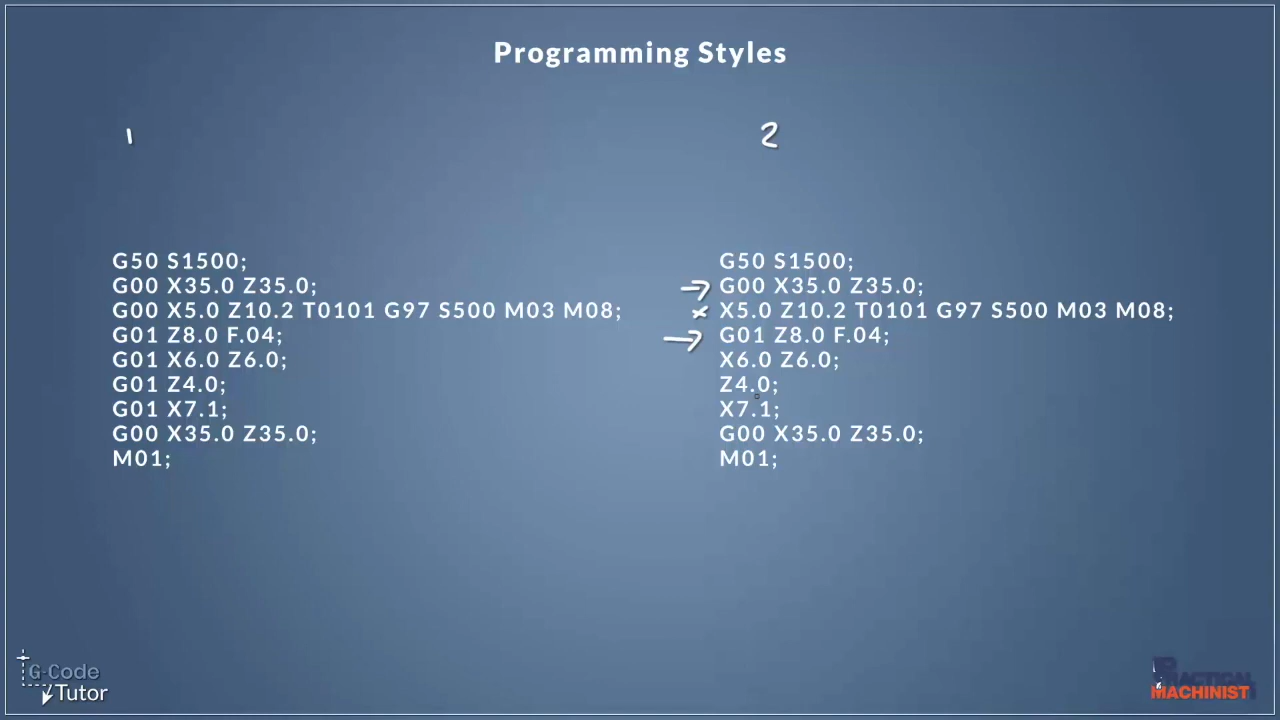 Programming Styles
1
2
G50 S1500;
G00 X35.0 Z35.0;
G00 X5.0 Z10.2 T0101 G97 S500 M03 M08;
G01 Z8.0 F.04;
G01 X6.0 Z6.0;
G01 Z4.0;
G01 X7.1;
G00 X35.0 Z35.0;
M01;
G50 S1500;
G00 X35.0 Z35.0;
X5.0 Z10.2 T0101 G97 S500 M03 M08;
G01 Z8.0 F.04;
X6.0 Z6.0;
Z4.0;
X7.1;
G00 X35.0 Z35.0;
M01;
G-Code
Tutor
PRACTICAL
MACHINIST